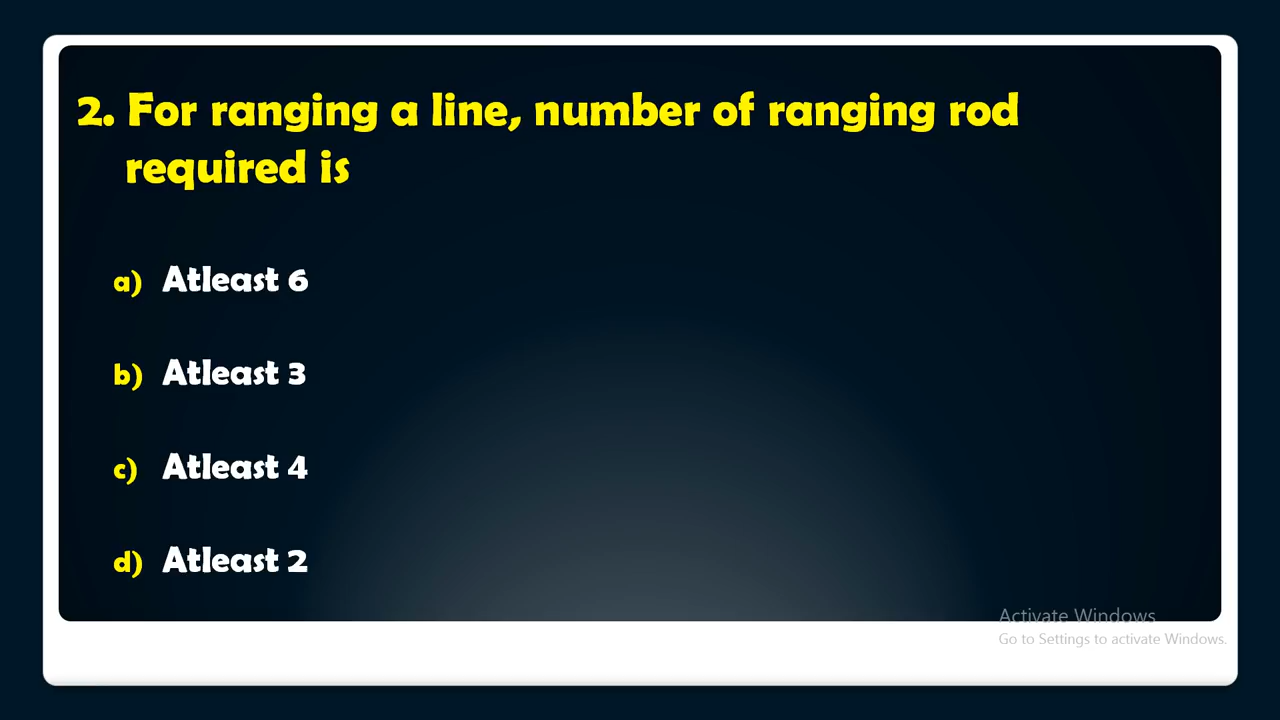 2. For ranging a line, number of ranging rod
required is
a) Atleast 6
b) Atleast 3
c) Atleast 4
d) Atleast 2
Activate Windows
Go to Settings to activate Windows.